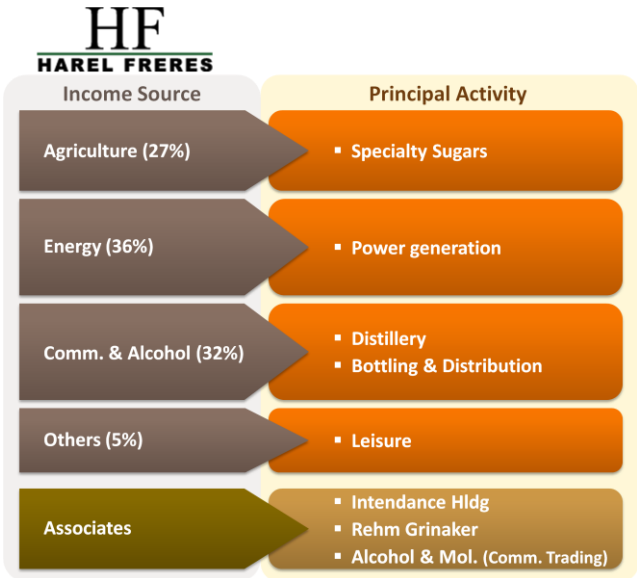 HF
HAREL FRERES
Income Source
Principal Activity
Agriculture (27%)
▪ Specialty Sugars
Energy (36%)
▪ Power generation
Comm. & Alcohol (32%)
▪ Distillery
▪ Bottling & Distribution
Others (5%)
▪ Leisure
Associates
▪ Intendance Hldg
▪ Rehm Grinaker
▪ Alcohol & Mol. (Comm. Trading)